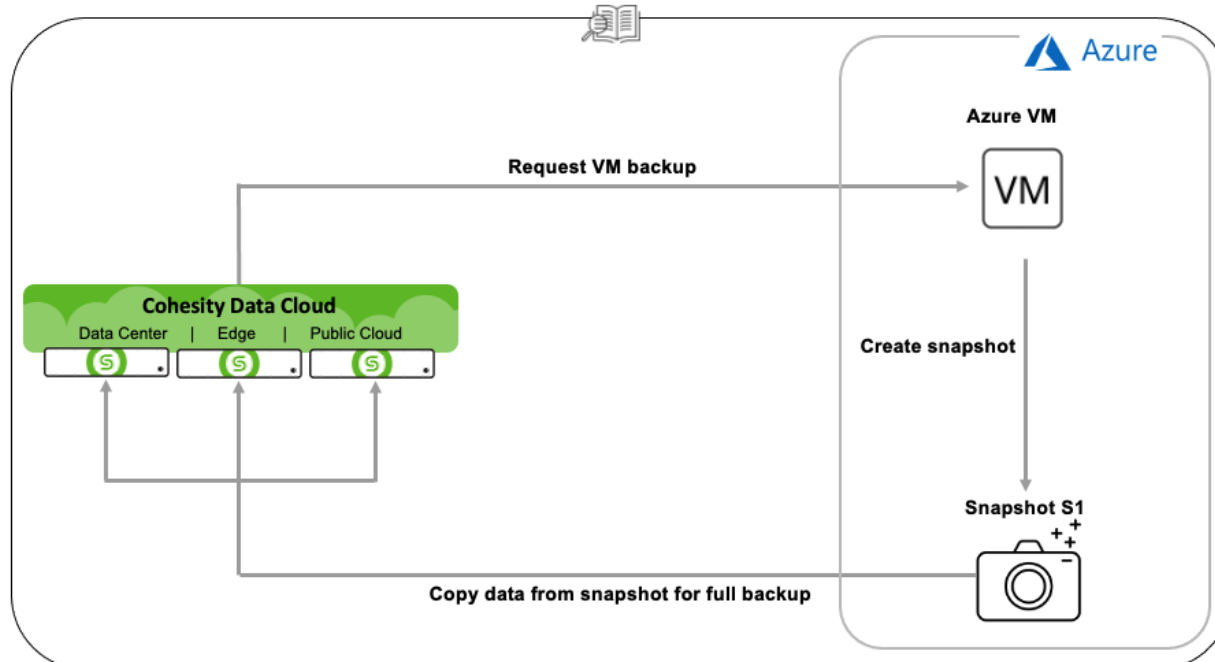 Azure
Azure VM
Request VM backup
VM
Cohesity Data Cloud
Data Center | Edge | Public Cloud
S S S
Create snapshot
Snapshot S1
Copy data from snapshot for full backup